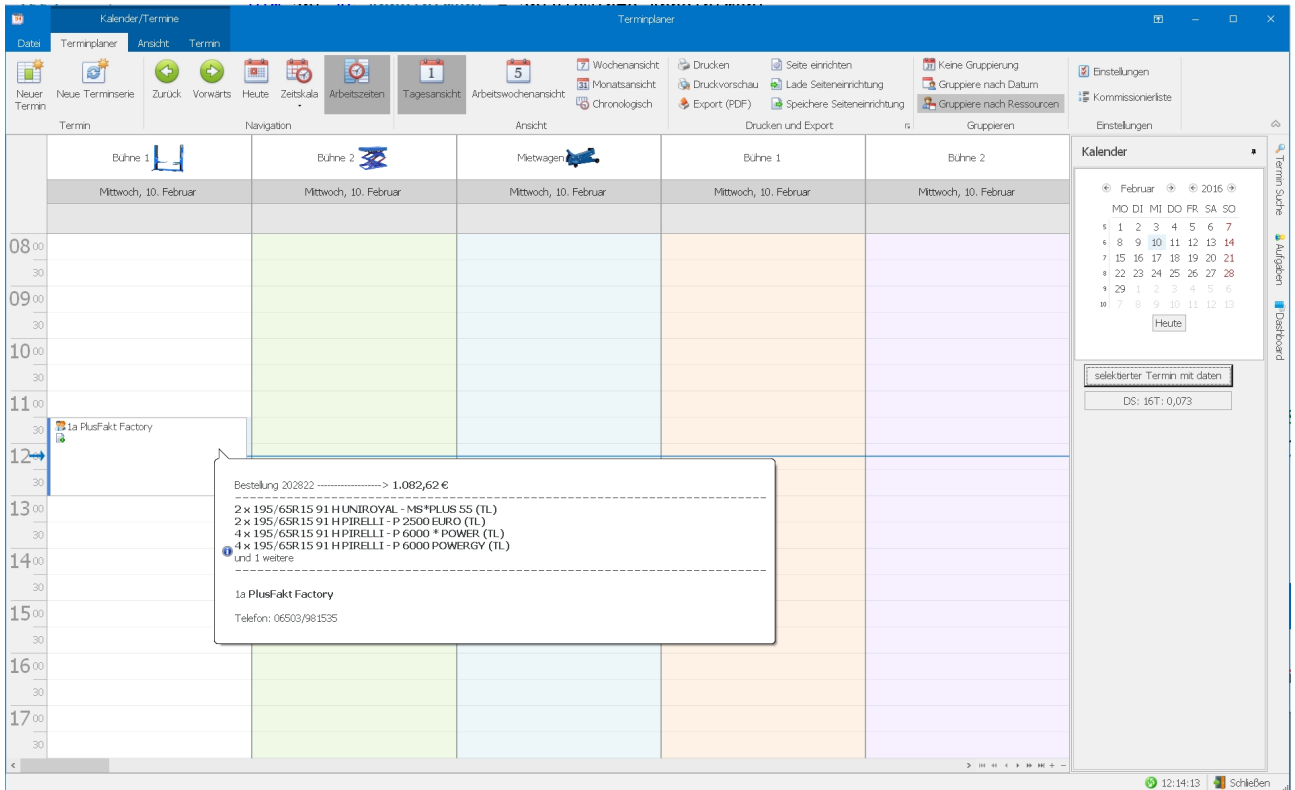 Kalender/Termine
Terminplaner
Datei Terminplaner Ansicht Termin
Neuer Termin
Neue Terminserie
Zurück
Vorwärts
Heute
Zeitskala
Arbeitszeiten
Tagesansicht
Arbeitswochenansicht
Wochenansicht
Monatsansicht
Chronologisch
Drucken
Druckvorschau
Export (PDF)
Seite einrichten
Lade Seiteneinrichtung
Speichere Seiteneinrichtung
Keine Gruppierung
Gruppiere nach Datum
Gruppiere nach Ressourcen
Einstellungen
Kommissionierliste
Termin Navigation Ansicht Drucken und Export Gruppieren Einstellungen
Bühne 1 Bühne 2 Mietwagen Bühne 1 Bühne 2
Mittwoch, 10. Februar Mittwoch, 10. Februar Mittwoch, 10. Februar Mittwoch, 10. Februar Mittwoch, 10. Februar
08 00
30
09 00
30
10 00
30
11 00
30
1a PlusFakt Factory
12
30
13 00
30
14 00
30
15 00
30
16 00
30
17 00
30
Bestellung 202822 -------------------> 1.082,62 €
2 x 195/65R15 91 H UNIROYAL - MS*PLUS 55 (TL)
2 x 195/65R15 91 H PIRELLI - P 2500 EURO (TL)
4 x 195/65R15 91 H PIRELLI - P 6000 * POWER (TL)
4 x 195/65R15 91 H PIRELLI - P 6000 POWERGY (TL)
und 1 weitere
1a PlusFakt Factory
Telefon: 06503/981535
Kalender
Februar 2016
MO DI MI DO FR SA SO
5 1 2 3 4 5 6 7
6 8 9 10 11 12 13 14
7 15 16 17 18 19 20 21
8 22 23 24 25 26 27 28
9 29 1 2 3 4 5 6
10 7 8 9 10 11 12 13
Heute
selektierter Termin mit daten
DS: 16T: 0,073
Termin Suche
Aufgaben
Dashboard
12:14:13 Schließen